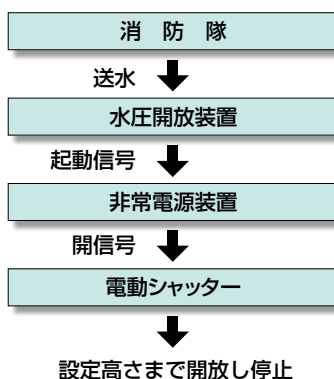 消防隊
送水
水圧開放装置
起動信号
非常電源装置
開信号
電動シャッター
設定高さまで開放し停止